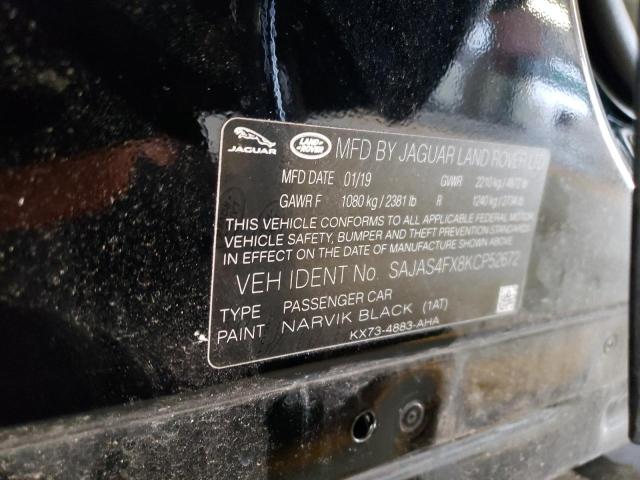 JAGUAR LAND ROVER MFD BY JAGUAR LAND ROVER LTD
MFD DATE 01/19 GVWR 2210 kg / 4872 lb
GAWR F 1080 kg / 2381 lb R 1240 kg / 2734 lb
THIS VEHICLE CONFORMS TO ALL APPLICABLE FEDERAL MOTOR
VEHICLE SAFETY, BUMPER AND THEFT PREVENTION STANDARDS
IN EFFECT ON THE DATE OF MANUFACTURE SHOWN ABOVE.
VEH IDENT No. SAJAS4FX8KCP52672
TYPE PASSENGER CAR
PAINT NARVIK BLACK (1AT)
KX73-4883-AHA